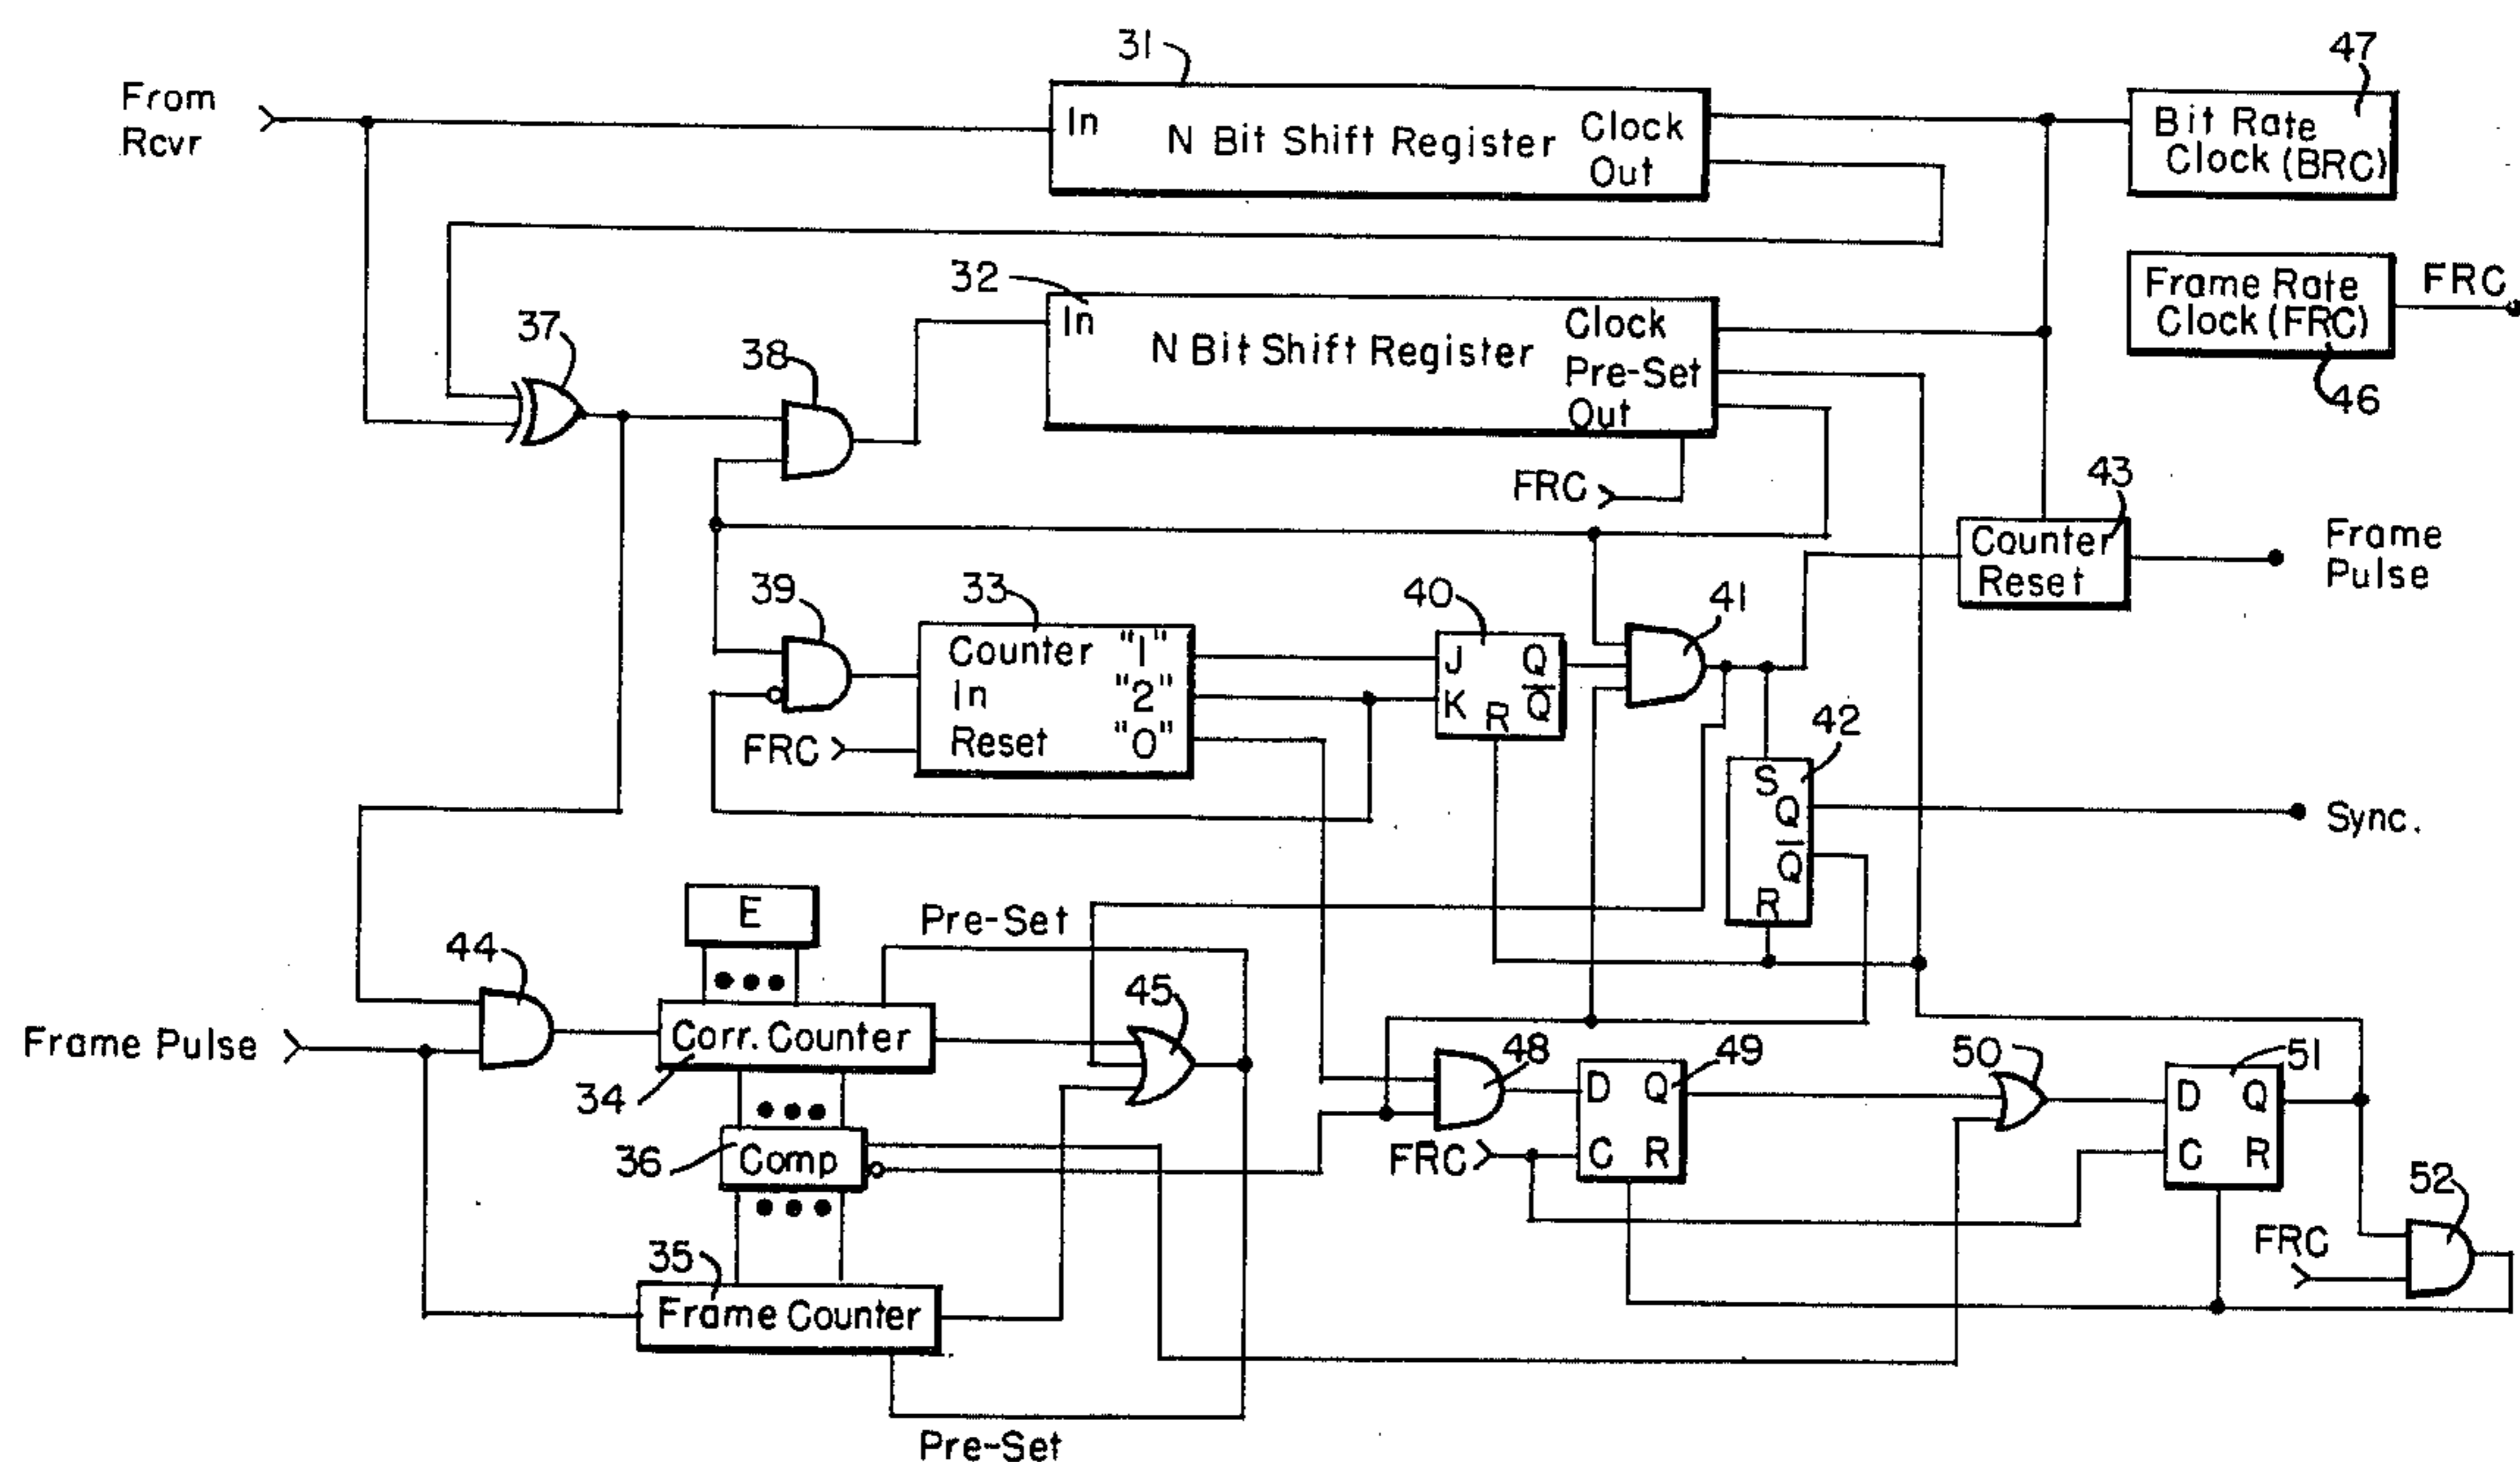 31
47
From
Rcvr
In
N Bit Shift Register
Clock
Out
Bit Rate
Clock (BRC)
32
In
N Bit Shift Register
Clock
Pre-Set
Out
Frame Rate
Clock (FRC)
FRC
46
37
38
FRC
43
Counter
Reset
Frame
Pulse
39
33
Counter "1"
In "2"
Reset "0"
FRC
40
J Q
K R Q̅
41
42
S
Q
Q̅
R
Sync.
E
Pre-Set
44
45
Frame Pulse
Corr. Counter
34
36
Comp
35
Frame Counter
Pre-Set
48
49
D Q
C R
FRC
50
51
D Q
C R
52
FRC